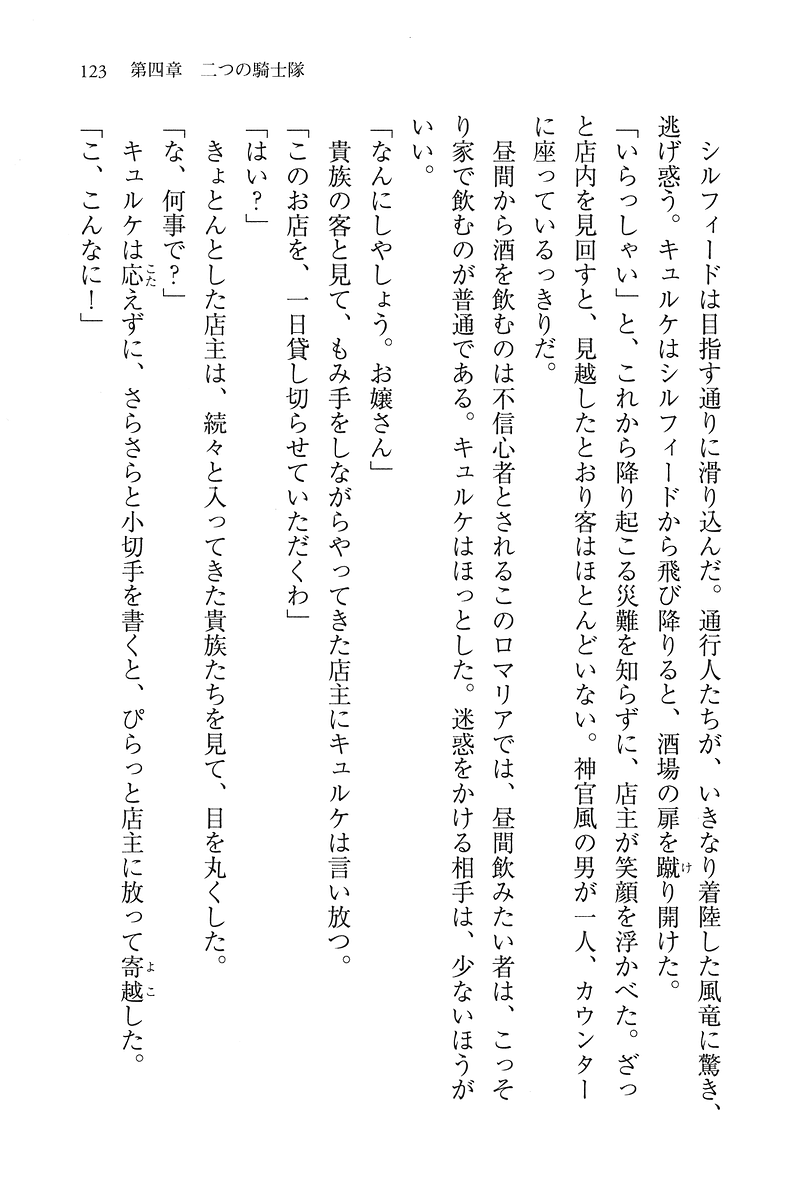 123　第四章　二つの騎士隊
　シルフィードは目指す通りに滑り込んだ。通行人たちが、いきなり着陸した風竜に驚き、
逃げ惑う。キュルケはシルフィードから飛び降りると、酒場の扉を蹴り開けた。
「いらっしゃい」と、これから降り起こる災難を知らずに、店主が笑顔を浮かべた。ざっ
と店内を見回すと、見越したとおり客はほとんどいない。神官風の男が一人、カウンター
に座っているっきりだ。
　昼間から酒を飲むのは不信心者とされるこのロマリアでは、昼間飲みたい者は、こっそ
り家で飲むのが普通である。キュルケはほっとした。迷惑をかける相手は、少ないほうが
いい。
「なんにしやしょう。お嬢さん」
　貴族の客と見て、もみ手をしながらやってきた店主にキュルケは言い放つ。
「このお店を、一日貸し切らせていただくわ」
「はい？」
　きょとんとした店主は、続々と入ってきた貴族たちを見て、目を丸くした。
「な、何事で？」
　キュルケは応えずに、さらさらと小切手を書くと、ぴらっと店主に放って寄越した。
「こ、こんなに！」